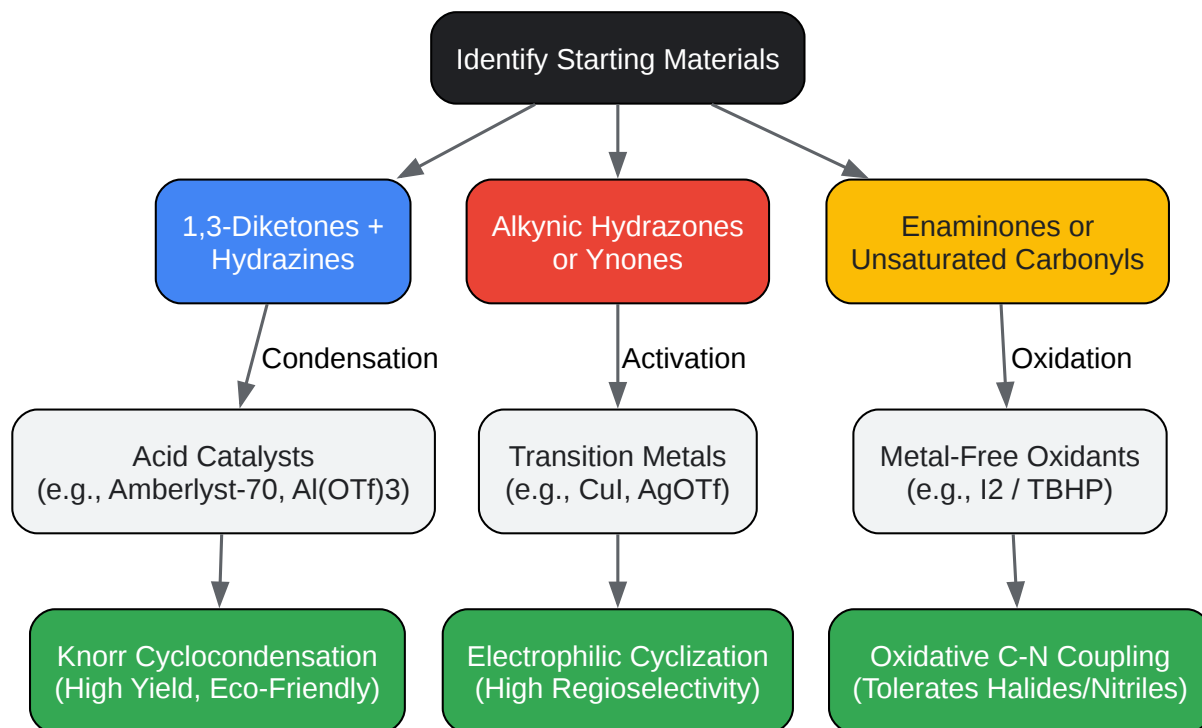 Identify Starting Materials
1,3-Diketones +
Hydrazines
Alkynic Hydrazones
or Ynones
Enaminones or
Unsaturated Carbonyls
Condensation
Activation
Oxidation
Acid Catalysts
(e.g., Amberlyst-70, Al(OTf)3)
Transition Metals
(e.g., CuI, AgOTf)
Metal-Free Oxidants
(e.g., I2 / TBHP)
Knorr Cyclocondensation
(High Yield, Eco-Friendly)
Electrophilic Cyclization
(High Regioselectivity)
Oxidative C-N Coupling
(Tolerates Halides/Nitriles)